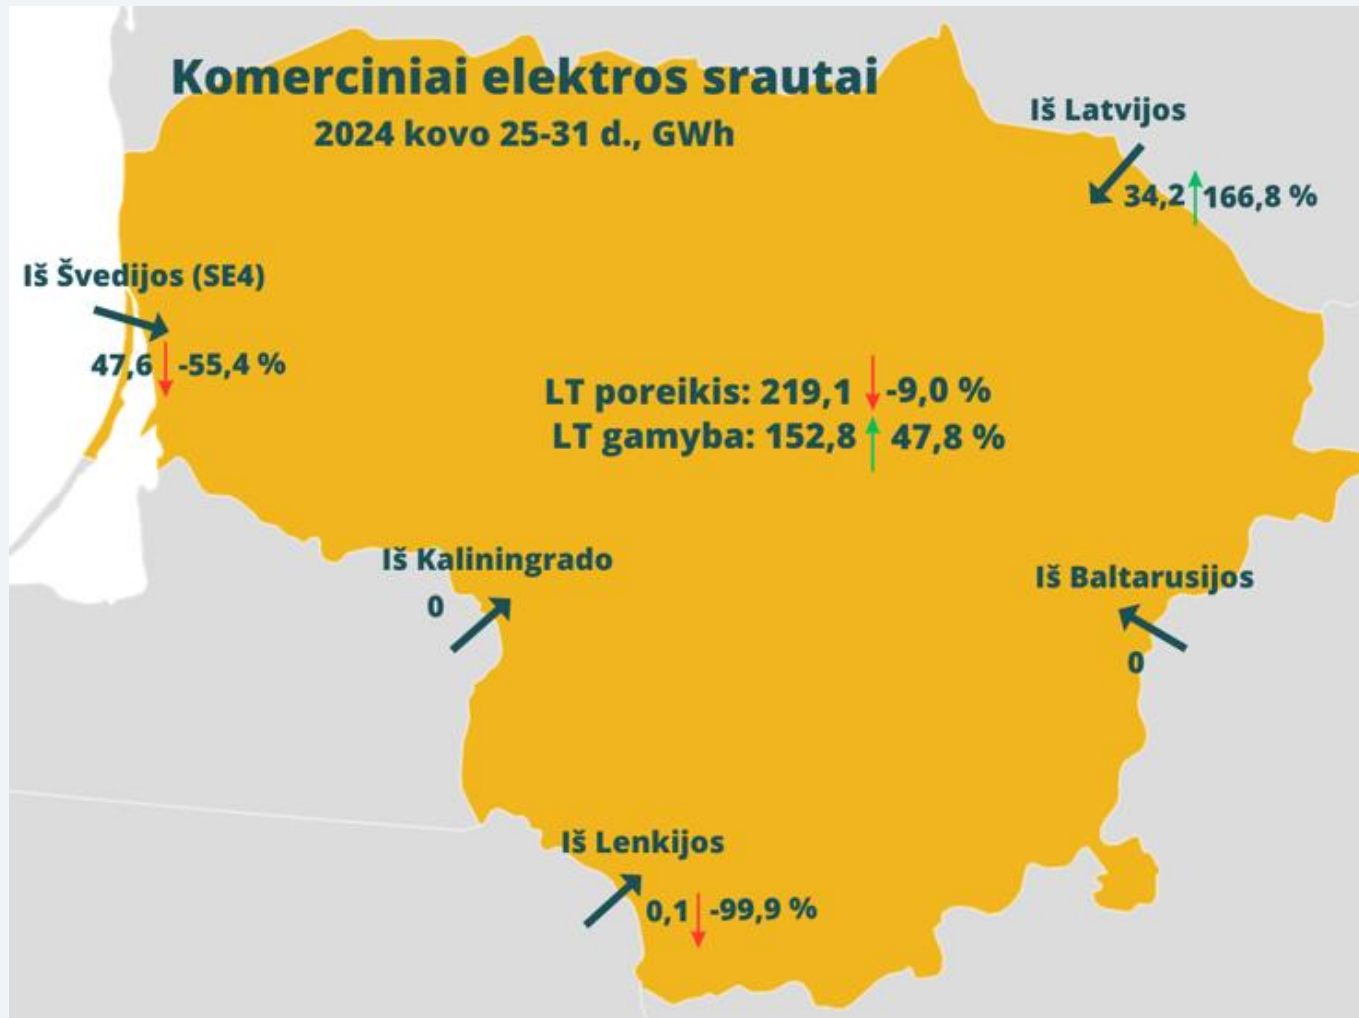 Komerciniai elektros srautai
2024 kovo 25-31 d., GWh
Iš Latvijos
34,2 166,8 %
Iš Švedijos (SE4)
47,6 -55,4 %
LT poreikis: 219,1 -9,0 %
LT gamyba: 152,8 47,8 %
Iš Kaliningrado
0
Iš Baltarusijos
0
Iš Lenkijos
0,1 -99,9 %